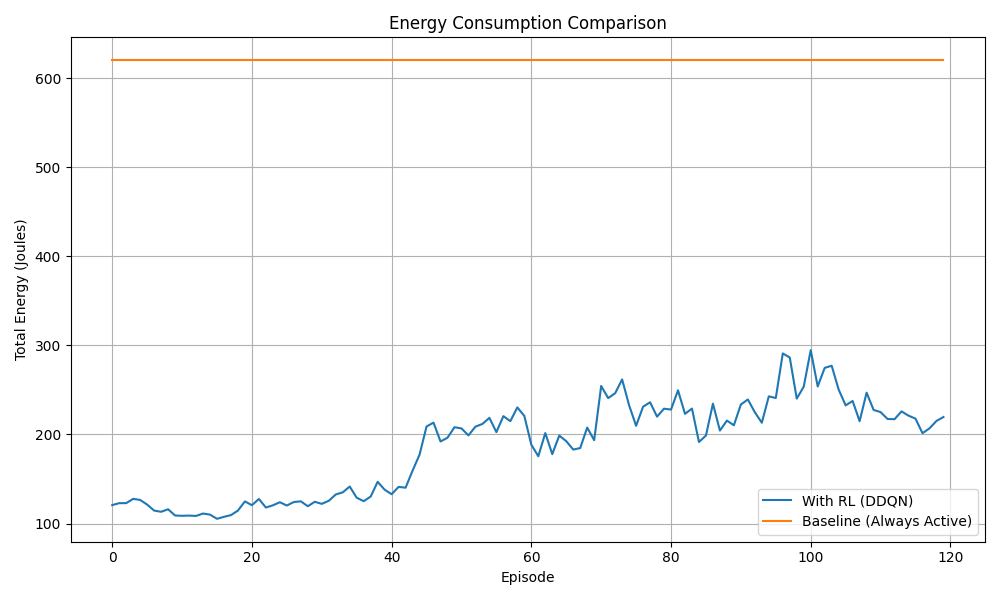 Energy Consumption Comparison
Total Energy (Joules)
600
500
400
300
200
100
0
20
40
60
80
100
120
Episode
With RL (DDQN)
Baseline (Always Active)